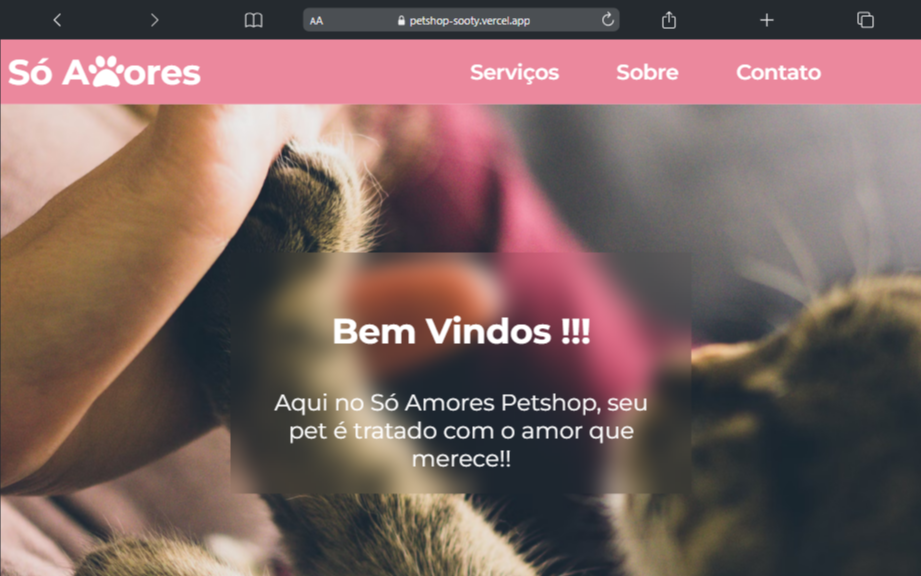 AA petshop-sooty.vercel.app
Só Amores Serviços Sobre Contato
Bem Vindos !!!
Aqui no Só Amores Petshop, seu
pet é tratado com o amor que
merece!!